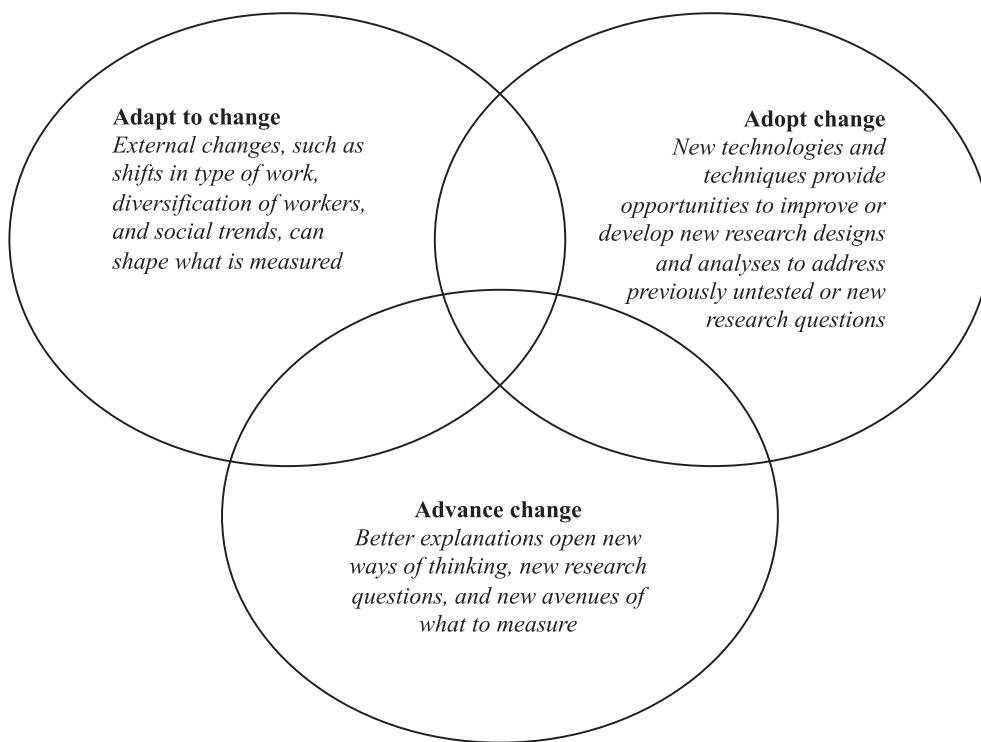 Adapt to change
External changes, such as
shifts in type of work,
diversification of workers,
and social trends, can
shape what is measured
Adopt change
New technologies and
techniques provide
opportunities to improve or
develop new research designs
and analyses to address
previously untested or new
research questions
Advance change
Better explanations open new
ways of thinking, new research
questions, and new avenues of
what to measure